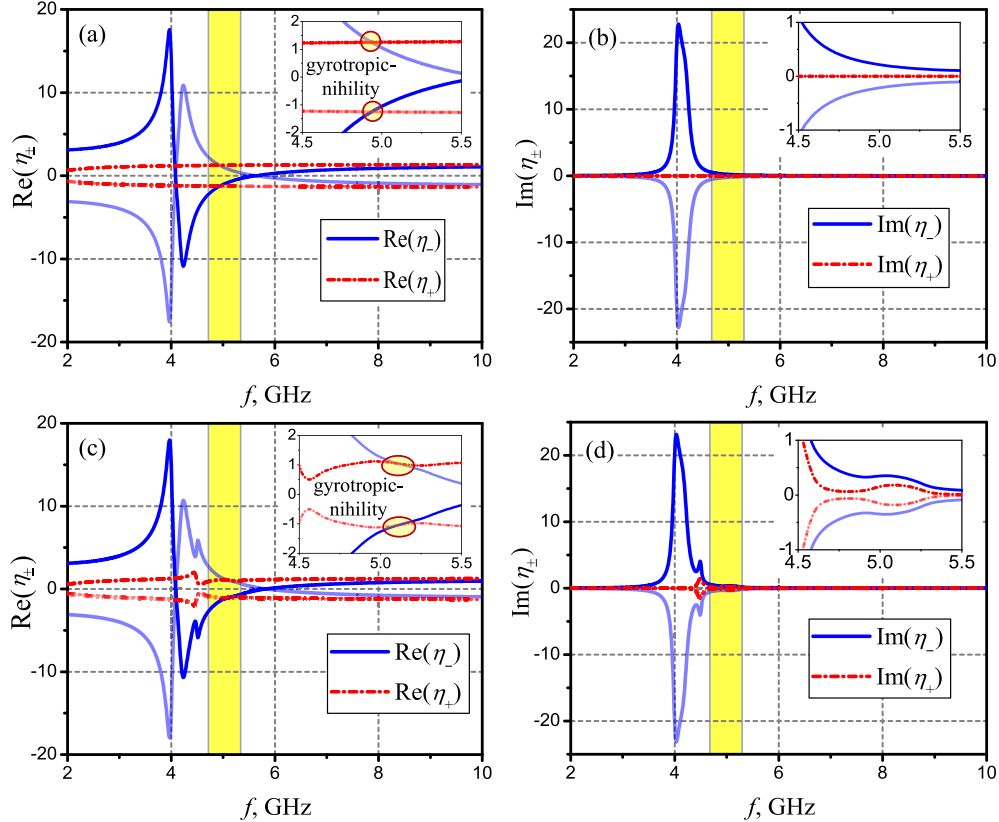 (a)
20
10
0
-10
-20
2
4
6
8
10
Re(η±)
f, GHz
Re(η-)
Re(η+)
2
1
0
-1
-2
4.5
5.0
5.5
gyrotropic-
nihility
(b)
20
10
0
-10
-20
2
4
6
8
10
Im(η±)
f, GHz
Im(η-)
Im(η+)
1
0
1
4.5
5.0
5.5
(c)
20
10
0
-10
-20
2
4
6
8
10
Re(η±)
f, GHz
Re(η-)
Re(η+)
2
1
0
-1
-2
4.5
5.0
5.5
gyrotropic-
nihility
(d)
20
10
0
-10
-20
2
4
6
8
10
Im(η±)
f, GHz
Im(η-)
Im(η+)
1
0
1
4.5
5.0
5.5